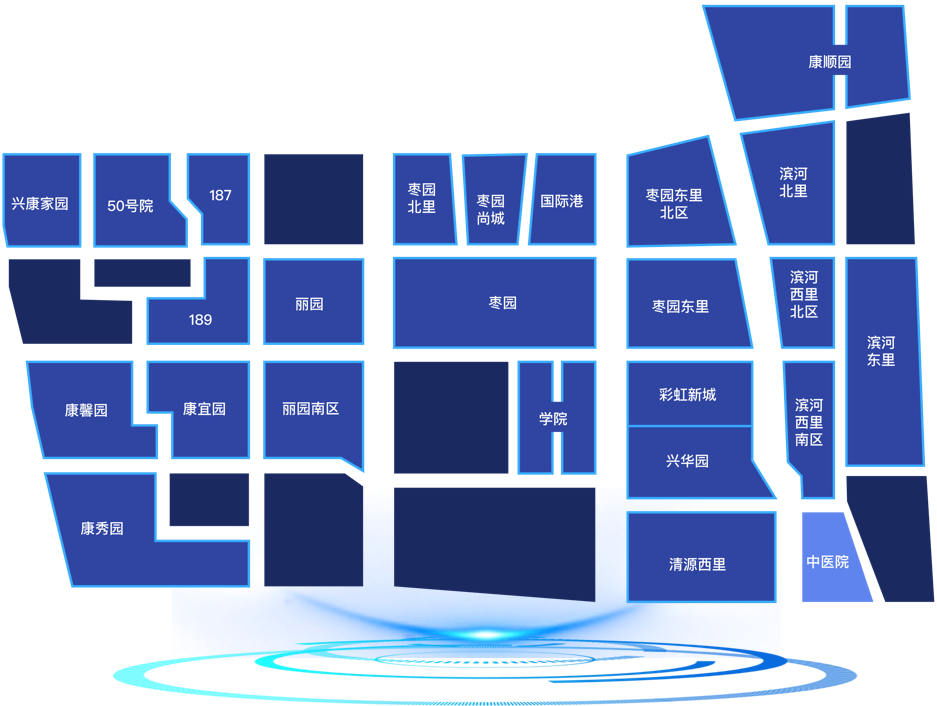 康顺园
兴康家园
50号院
187
枣园
北里
枣园
尚城
国际港
枣园东里
北区
滨河
北里
189
丽园
枣园
枣园东里
滨河
西里
北区
滨河
东里
康馨园
康宜园
丽园南区
学院
彩虹新城
兴华园
滨河
西里
南区
康秀园
清源西里
中医院